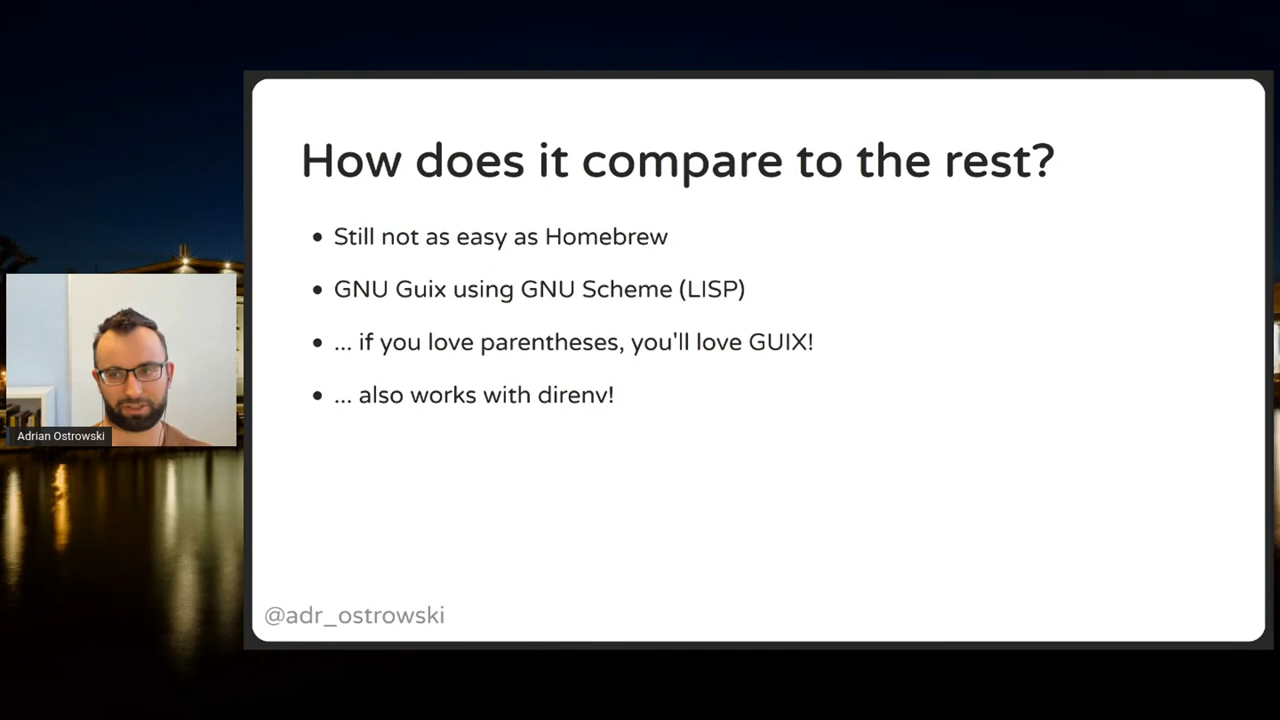 How does it compare to the rest?
• Still not as easy as Homebrew
• GNU Guix using GNU Scheme (LISP)
• ... if you love parentheses, you'll love GUIX!
• ... also works with direnv!
Adrian Ostrowski
@adr_ostrowski